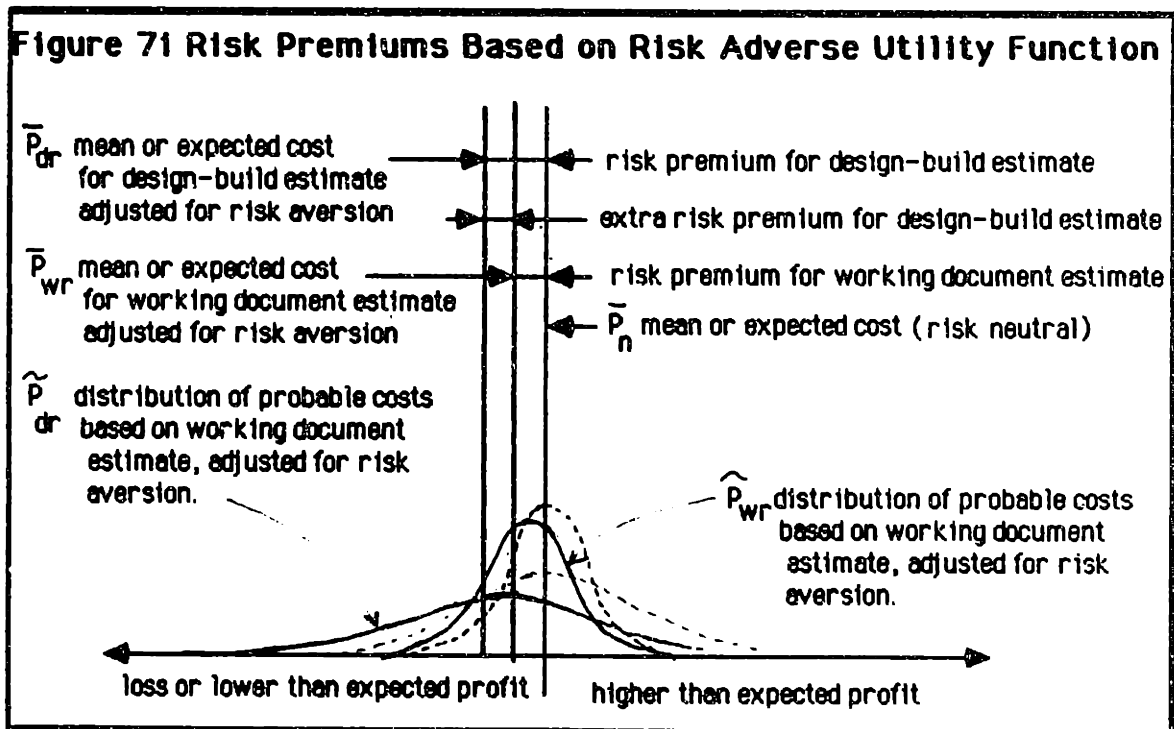 Figure 7i Risk Premiums Based on Risk Adverse Utility Function
P̅dr mean or expected cost
for design-build estimate
adjusted for risk aversion
risk premium for design-build estimate
extra risk premium for design-build estimate
P̅wr mean or expected cost
for working document estimate
adjusted for risk aversion
risk premium for working document estimate
P̅n mean or expected cost (risk neutral)
P̃dr distribution of probable costs
based on working document
estimate, adjusted for risk
aversion.
P̃wr distribution of probable costs
based on working document
astimate, adjusted for risk
aversion.
loss or lower than expected profit
higher than expected profit